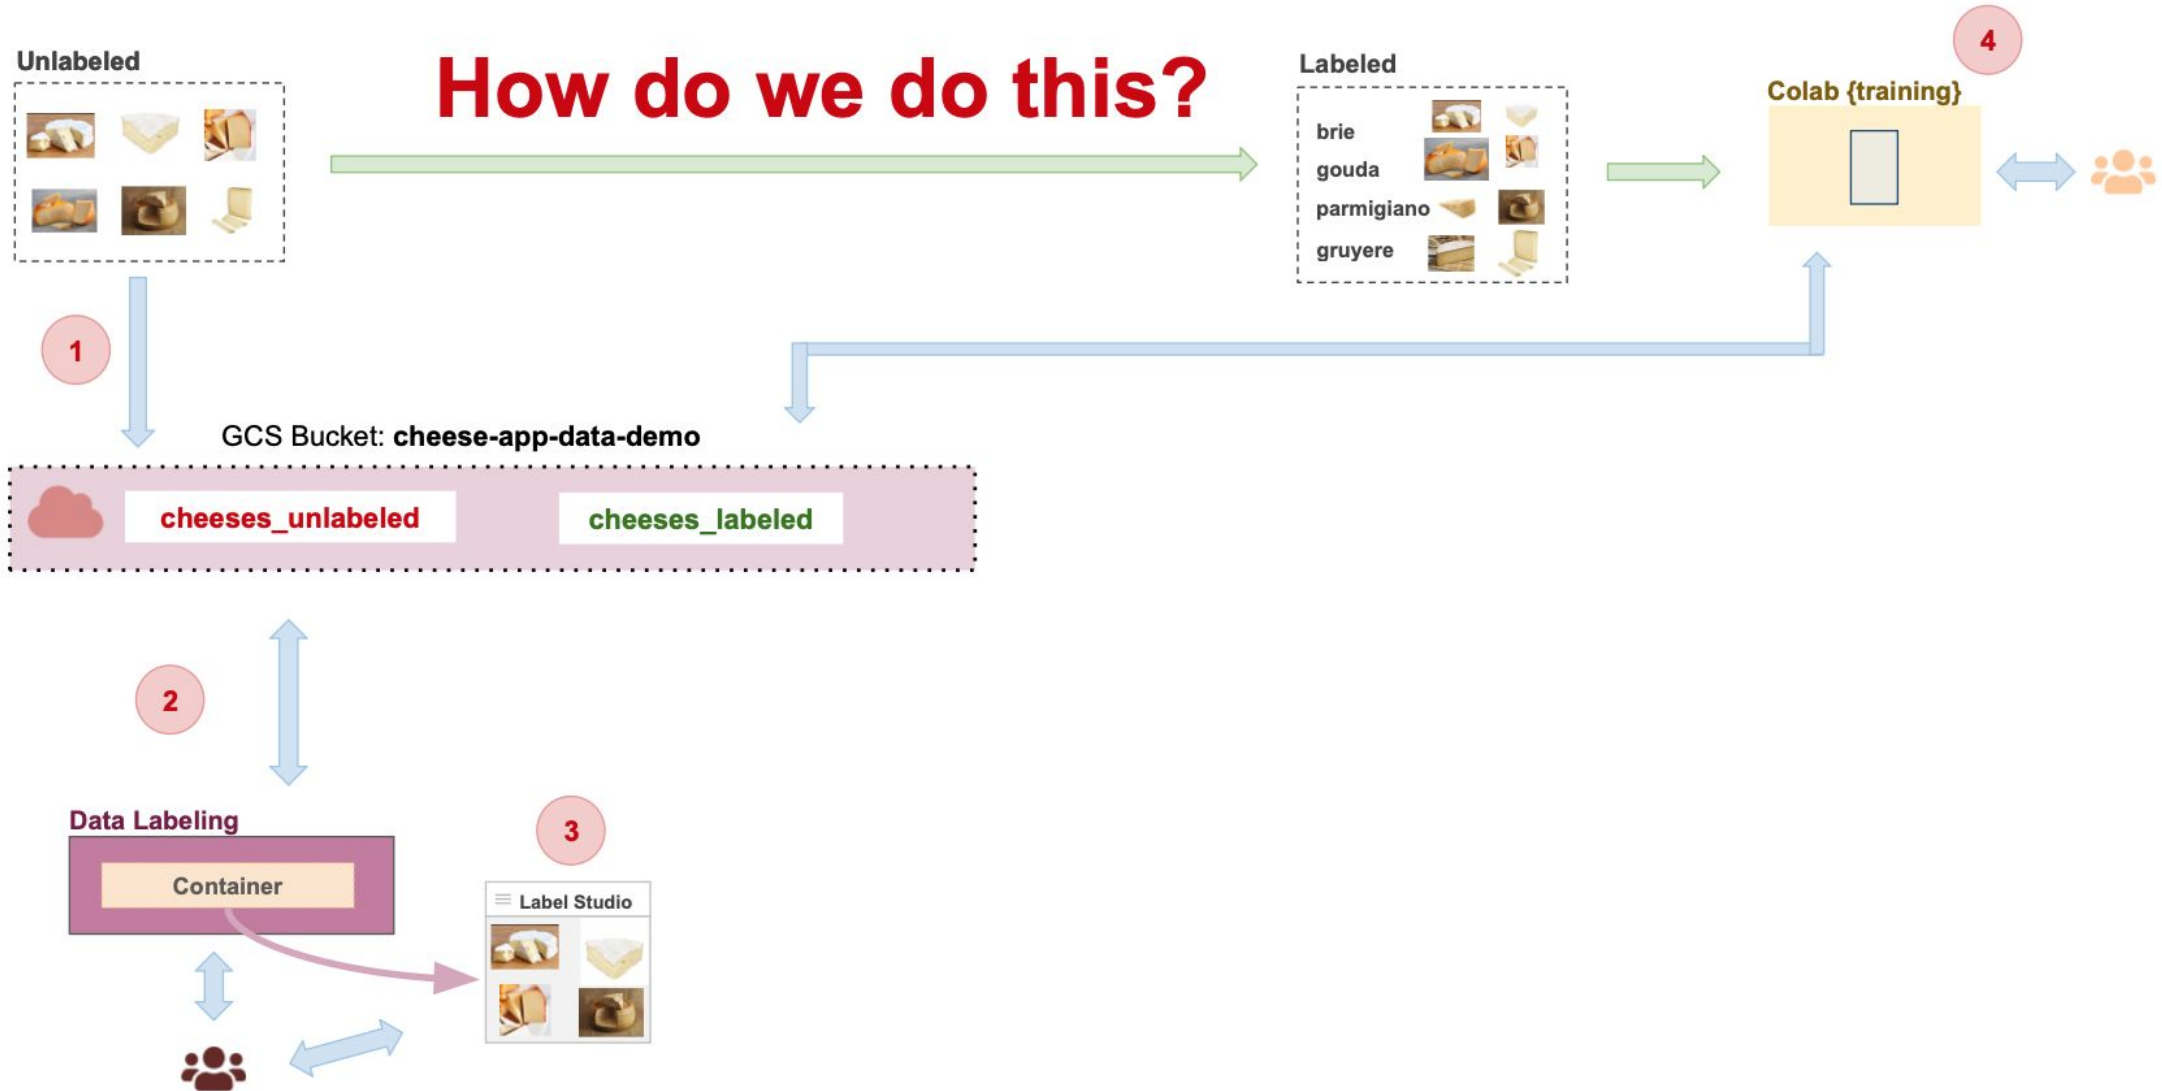 Unlabeled
How do we do this?
Labeled
4
Colab {training}
brie
gouda
parmigiano
gruyere
1
GCS Bucket: cheese-app-data-demo
cheeses_unlabeled
cheeses_labeled
2
Data Labeling
Container
3
Label Studio